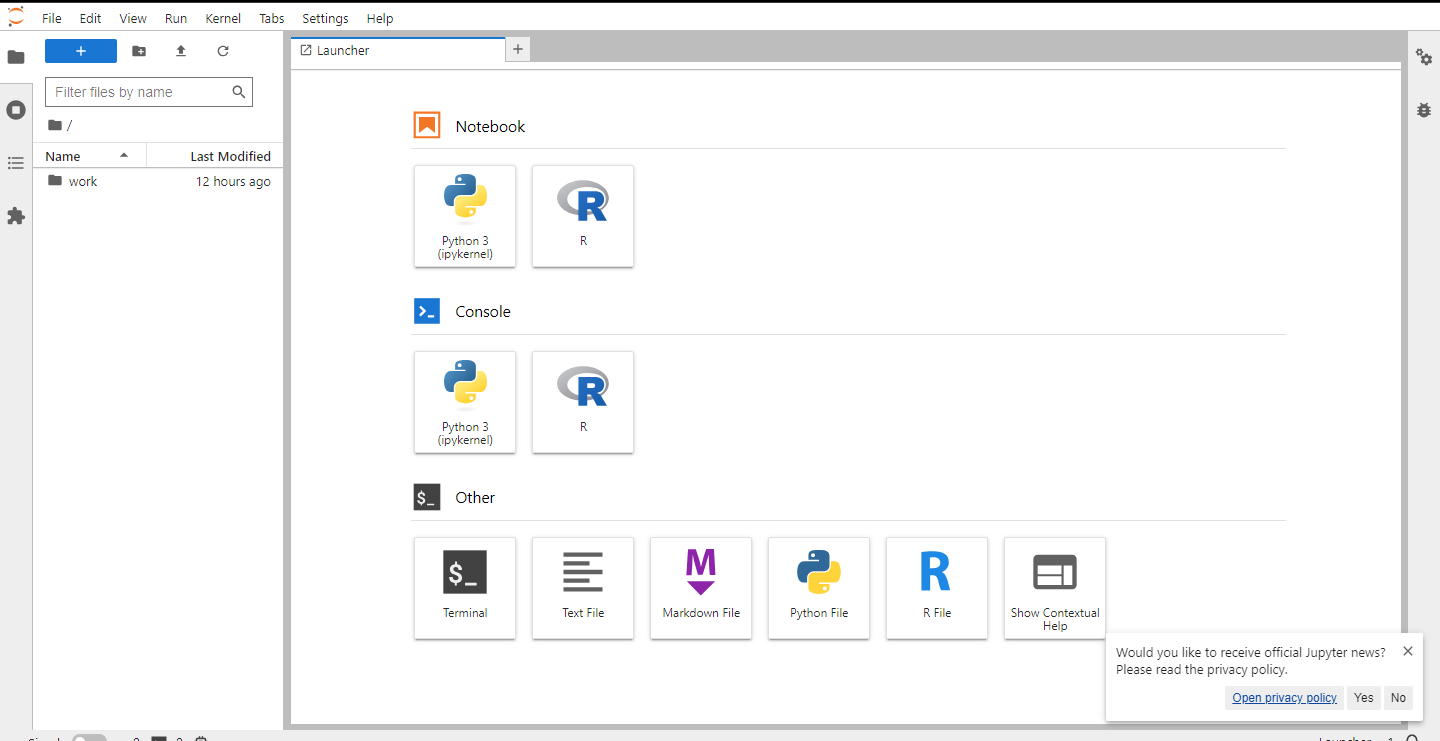 File Edit View Run Kernel Tabs Settings Help
Launcher
Filter files by name
/
Name Last Modified
work 12 hours ago
Notebook
Python 3
(ipykernel)
R
Console
Python 3
(ipykernel)
R
Other
$_
Terminal
Text File
Markdown File
Python File
R File
Show Contextual
Help
Would you like to receive official Jupyter news?
Please read the privacy policy.
Open privacy policy Yes No